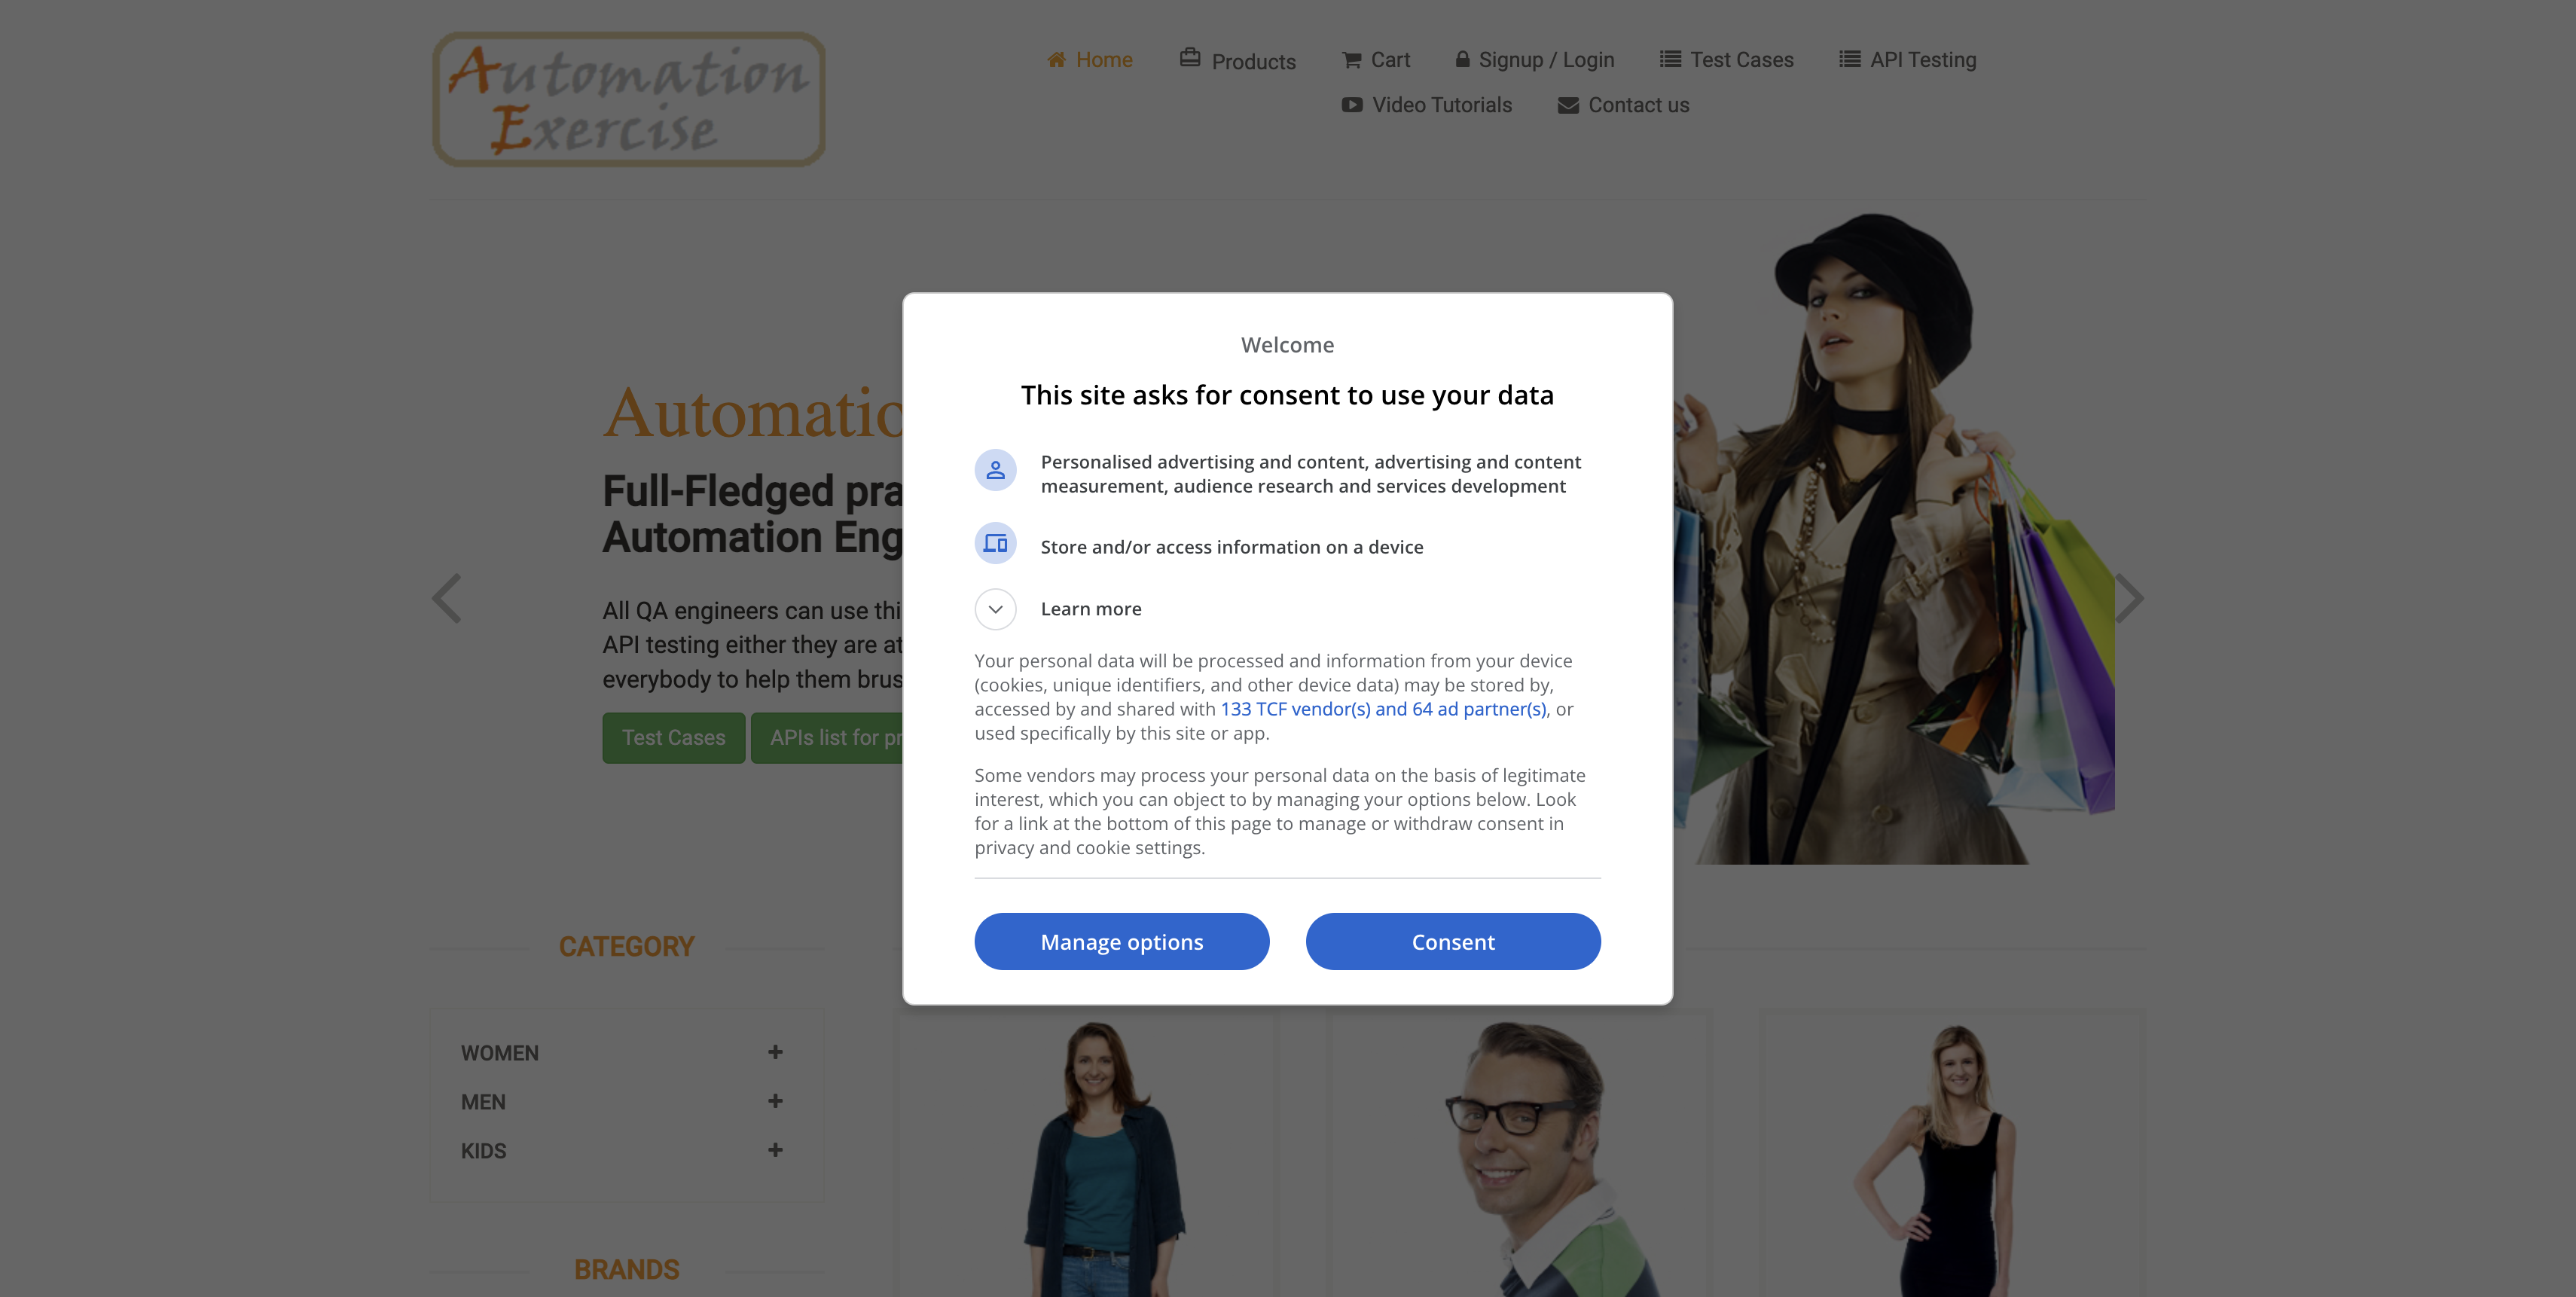 Automation
Exercise
Home
Products
Cart
Signup / Login
Test Cases
API Testing
Video Tutorials
Contact us
Automatio
Full-Fledged pra
Automation Eng
All QA engineers can use thi
API testing either they are at
everybody to help them brus
Test Cases
APIs list for pr
Welcome
This site asks for consent to use your data
Personalised advertising and content, advertising and content
measurement, audience research and services development
Store and/or access information on a device
Learn more
Your personal data will be processed and information from your device
(cookies, unique identifiers, and other device data) may be stored by,
accessed by and shared with 133 TCF vendor(s) and 64 ad partner(s), or
used specifically by this site or app.
Some vendors may process your personal data on the basis of legitimate
interest, which you can object to by managing your options below. Look
for a link at the bottom of this page to manage or withdraw consent in
privacy and cookie settings.
Manage options
Consent
CATEGORY
WOMEN
MEN
KIDS
BRANDS